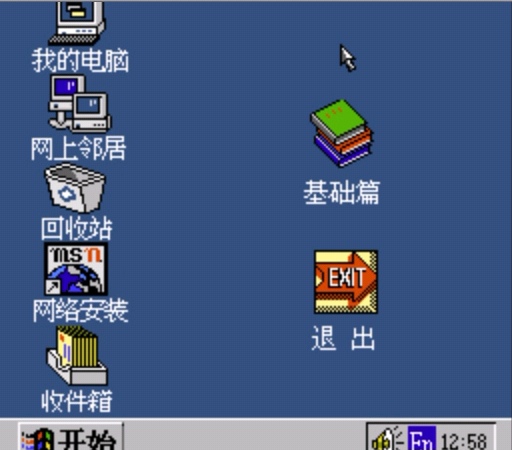 我的电脑
网上邻居
回收站
msn
网络安装
收件箱
基础篇
EXIT
退 出
开始
En 12:58